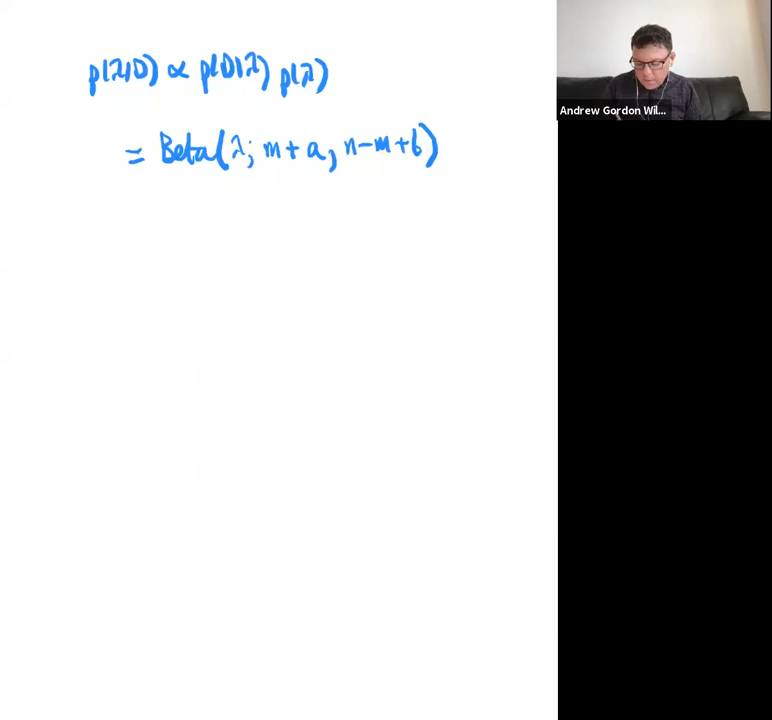 p(λ|D) ∝ p(D|λ) p(λ)
= Beta(λ; m+a, n-m+b)
Andrew Gordon Wil...